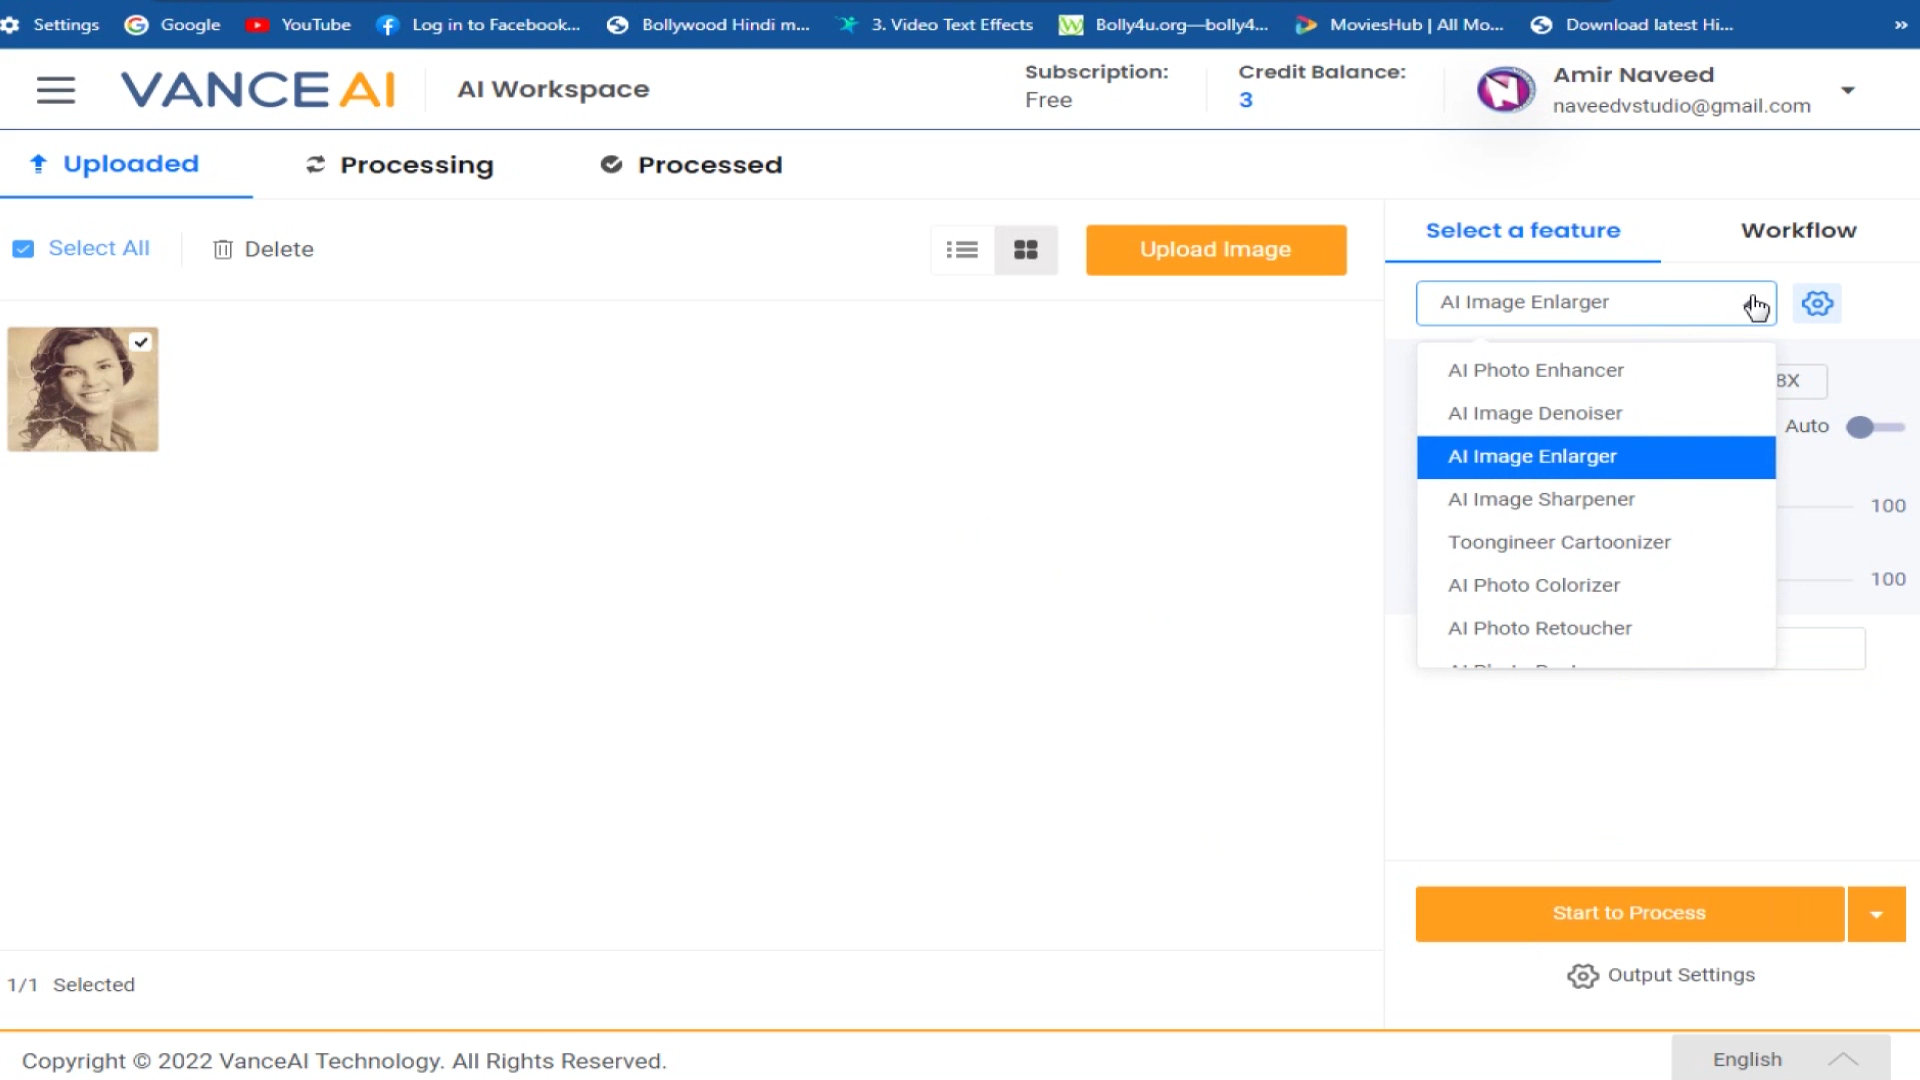 Settings Google YouTube Log in to Facebook... Bollywood Hindi m... 3. Video Text Effects Bolly4u.org—bolly4... MoviesHub | All Mo... Download latest Hi... »
VANCE AI AI Workspace
Subscription:
Free
Credit Balance:
3
Amir Naveed
naveedvstudio@gmail.com
Uploaded Processing Processed
Select All Delete Upload Image
Select a feature Workflow
AI Image Enlarger
AI Photo Enhancer
8X
AI Image Denoiser
Auto
AI Image Enlarger
AI Image Sharpener
100
Toongineer Cartoonizer
AI Photo Colorizer
100
AI Photo Retoucher
Start to Process
Output Settings
1/1 Selected
Copyright © 2022 VanceAI Technology. All Rights Reserved.
English